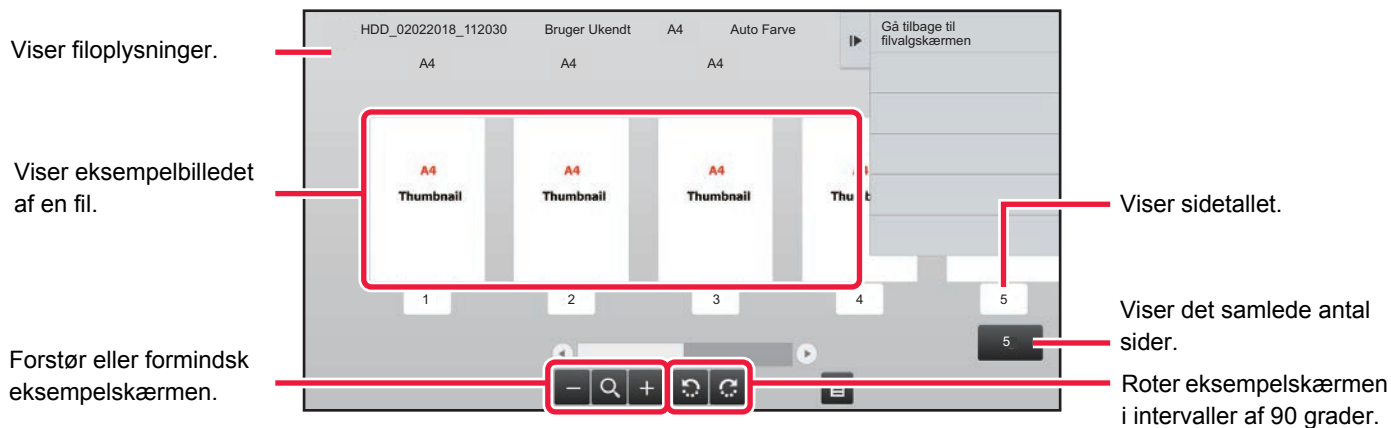 HDD_02022018_112030 Bruger Ukendt A4 Auto Farve
Gå tilbage til
filvalgskærmen
Viser filoplysninger.
A4 A4 A4
Viser eksempelbilledet
af en fil.
A4 A4 A4
Thumbnail Thumbnail Thumbnail
Viser sidetallet.
1 2 3 4 5
Viser det samlede antal
sider.
5
Forstør eller formindsk
eksempelskærmen.
Roter eksempelskærmen
i intervaller af 90 grader.